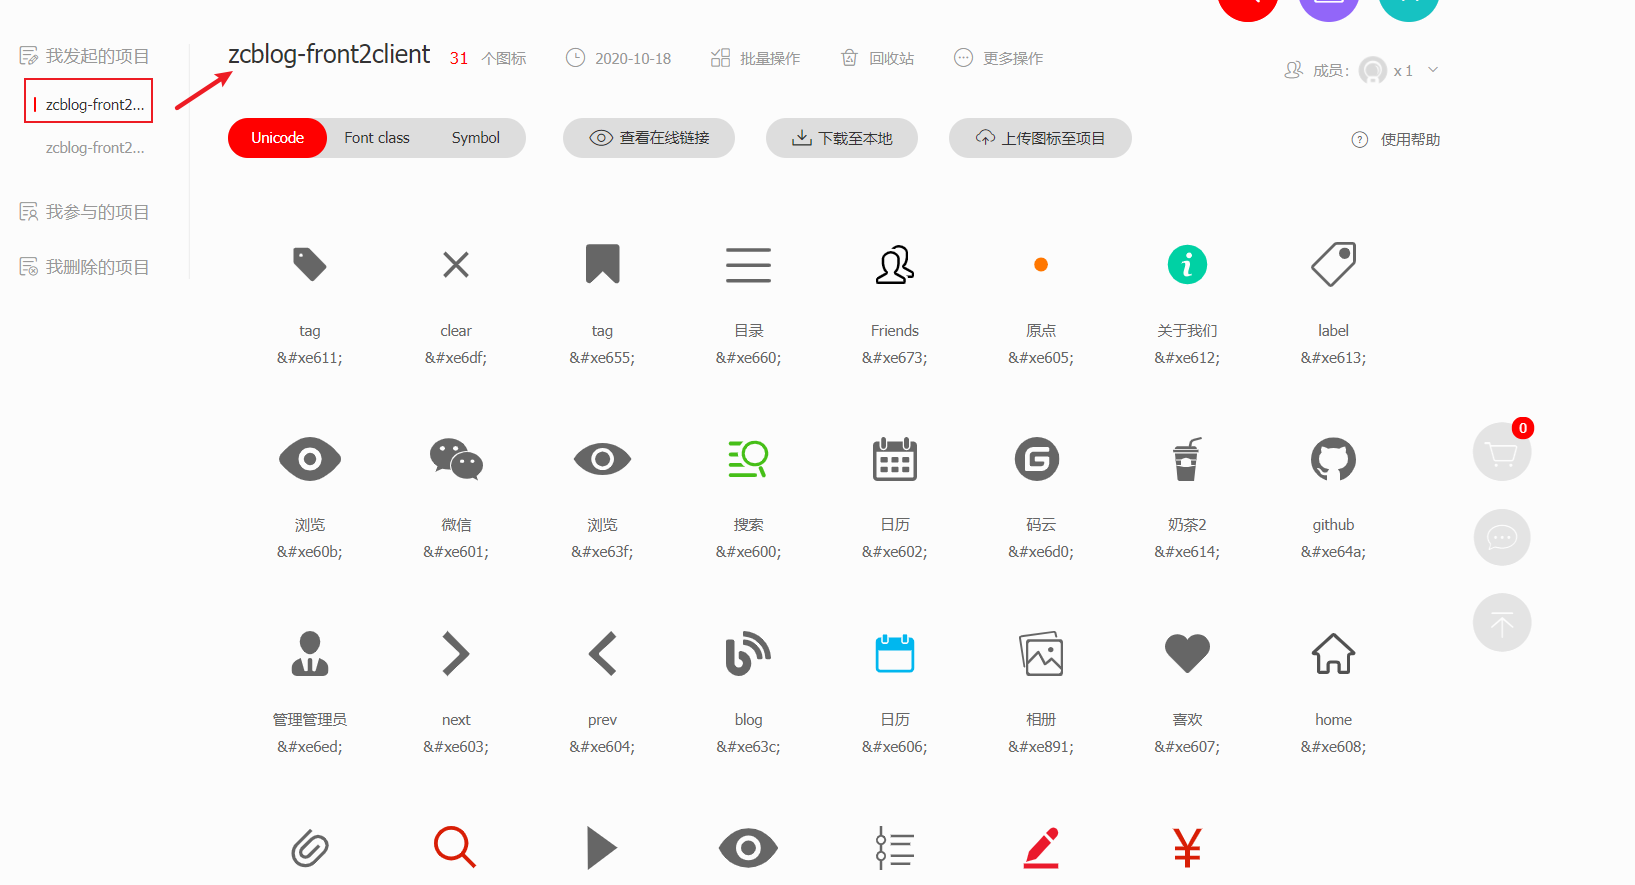 我发起的项目
zcblog-front2...
zcblog-front2...
我参与的项目
我删除的项目
zcblog-front2client 31 个图标 2020-10-18 批量操作 回收站 更多操作
成员： x 1
Unicode Font class Symbol 查看在线链接 下载至本地 上传图标至项目 使用帮助
tag clear tag 目录 Friends 原点 关于我们 label
&#xe611; &#xe6df; &#xe655; &#xe660; &#xe673; &#xe605; &#xe612; &#xe613;
0
浏览 微信 浏览 搜索 日历 码云 奶茶2 github
&#xe60b; &#xe601; &#xe63f; &#xe600; &#xe602; &#xe6d0; &#xe614; &#xe64a;
管理管理员 next prev blog 日历 相册 喜欢 home
&#xe6ed; &#xe603; &#xe604; &#xe63c; &#xe606; &#xe891; &#xe607; &#xe608;